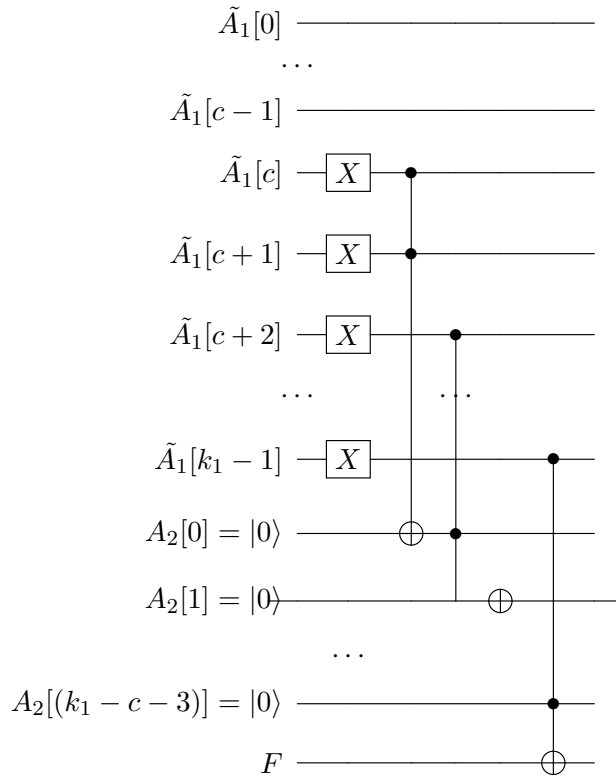 Ã₁[0]
…
Ã₁[c − 1]
Ã₁[c] X
Ã₁[c + 1] X
Ã₁[c + 2] X
… …
Ã₁[k₁ − 1] X
A₂[0] = |0⟩
A₂[1] = |0⟩
…
A₂[(k₁ − c − 3)] = |0⟩
F